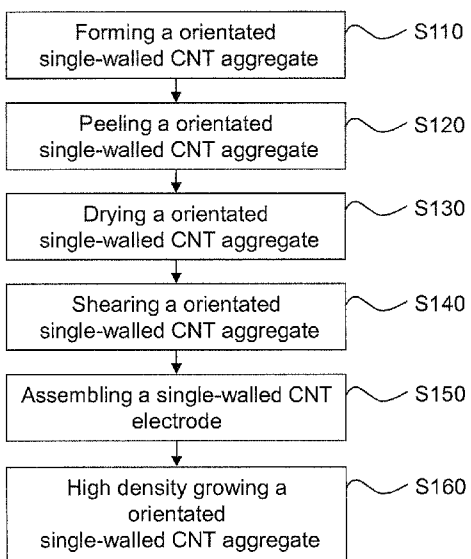 Forming a orientated
single-walled CNT aggregate
S110
Peeling a orientated
single-walled CNT aggregate
S120
Drying a orientated
single-walled CNT aggregate
S130
Shearing a orientated
single-walled CNT aggregate
S140
Assembling a single-walled CNT
electrode
S150
High density growing a
orientated
single-walled CNT aggregate
S160